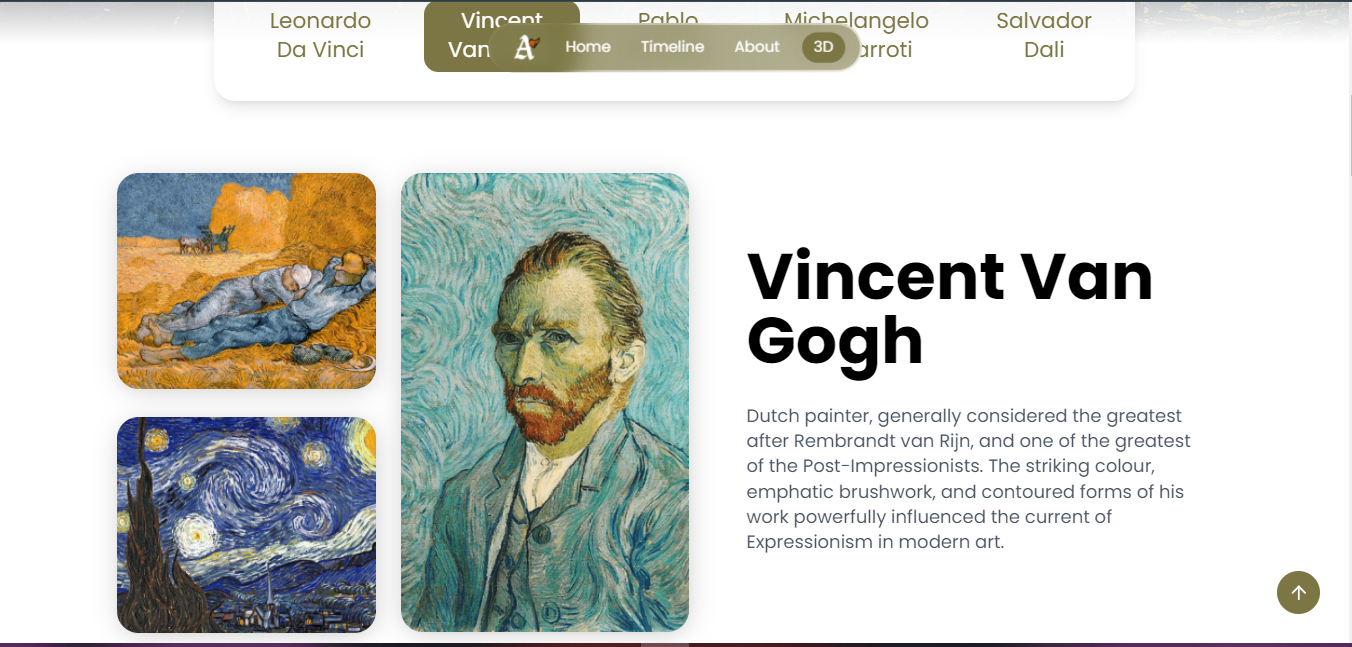 Leonardo
Da Vinci
Vincent
Van
Pablo
Michelangelo
arroti
Salvador
Dali
Home
Timeline
About
3D
Vincent Van
Gogh
Dutch painter, generally considered the greatest
after Rembrandt van Rijn, and one of the greatest
of the Post-Impressionists. The striking colour,
emphatic brushwork, and contoured forms of his
work powerfully influenced the current of
Expressionism in modern art.